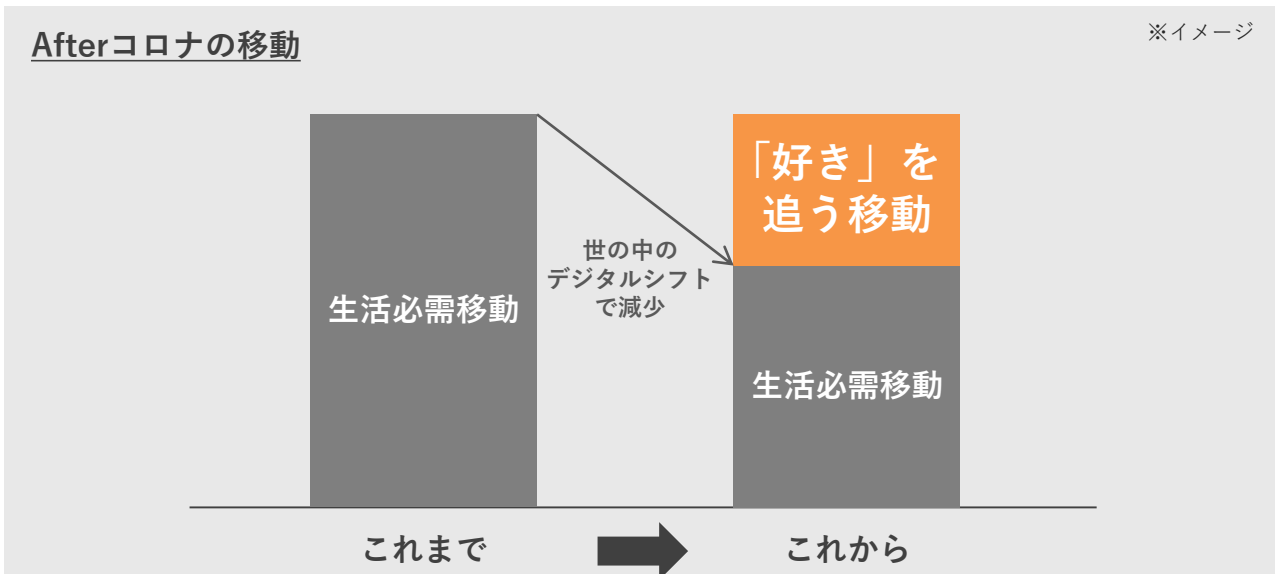 Afterコロナの移動
※イメージ
「好き」を
追う移動
世の中の
デジタルシフト
で減少
生活必需移動
生活必需移動
これまで
これから